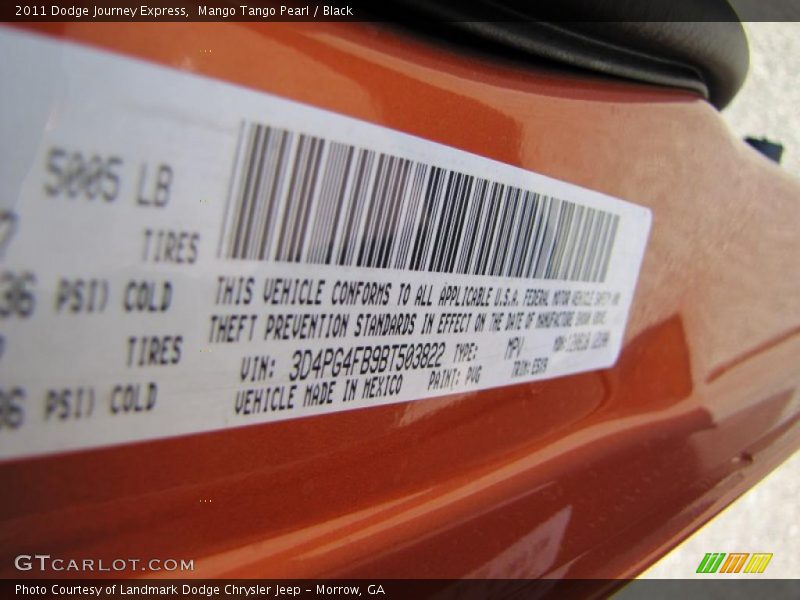 2011 Dodge Journey Express, Mango Tango Pearl / Black
5005 LB
TIRES
36 PSI) COLD
TIRES
36 PSI) COLD
THIS VEHICLE CONFORMS TO ALL APPLICABLE U.S.A. FEDERAL MOTOR VEHICLE SAFETY AND
THEFT PREVENTION STANDARDS IN EFFECT ON THE DATE OF MANUFACTURE SHOWN ABOVE.
VIN: 3D4PG4FB9BT503822 TYPE: MPV
VEHICLE MADE IN MEXICO PAINT: PVG TRIM:
GTCARLOT.COM
Photo Courtesy of Landmark Dodge Chrysler Jeep - Morrow, GA